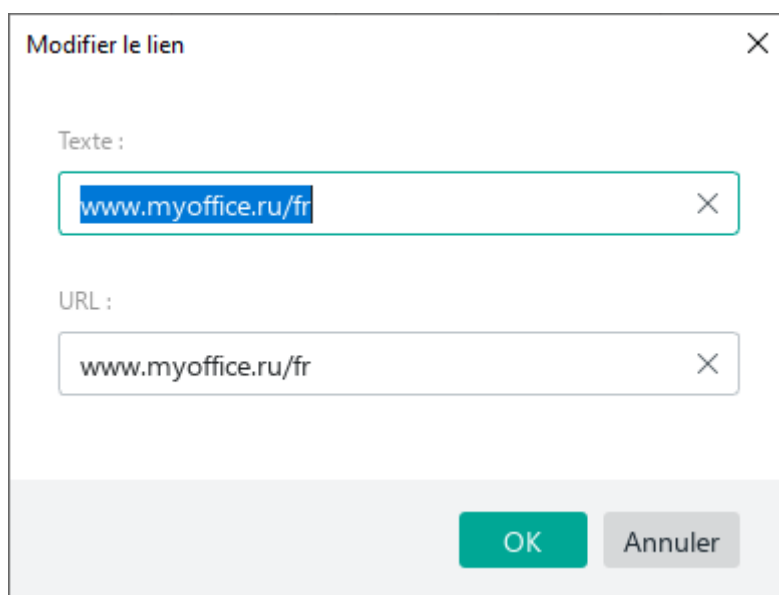 Modifier le lien
Texte :
www.myoffice.ru/fr
URL :
www.myoffice.ru/fr
OK Annuler